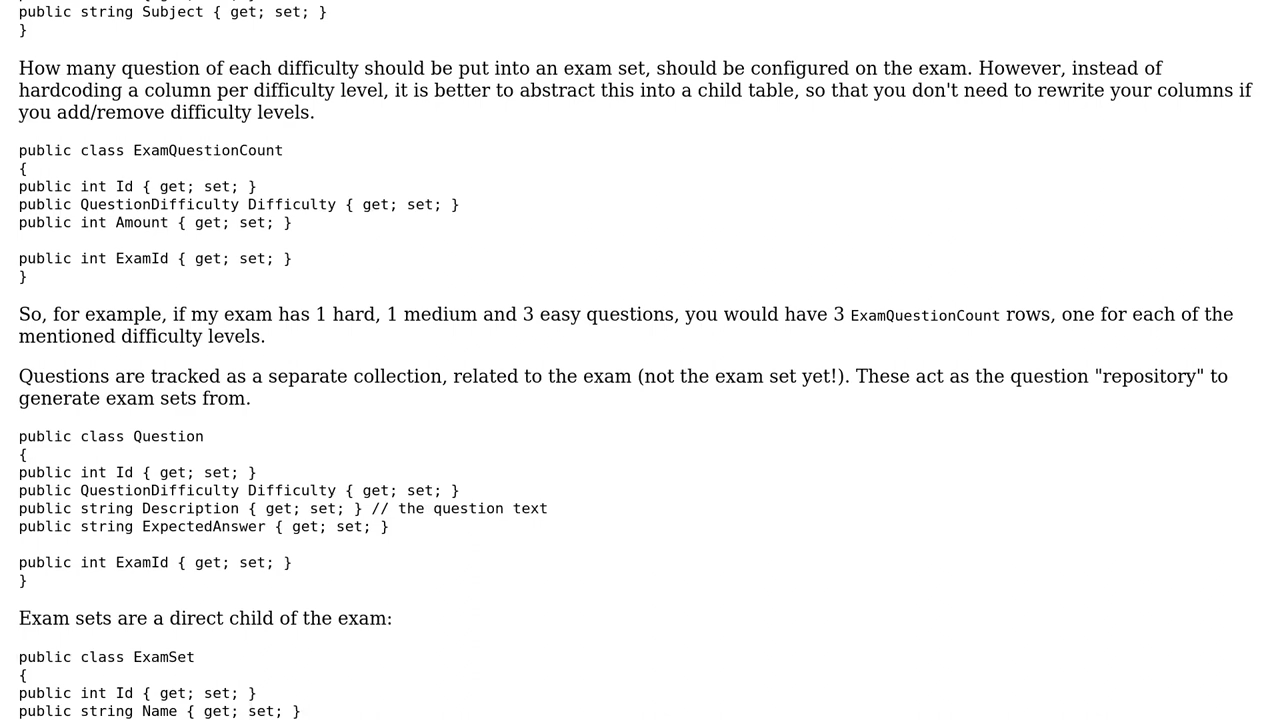 public string Subject { get; set; }
}
How many question of each difficulty should be put into an exam set, should be configured on the exam. However, instead of
hardcoding a column per difficulty level, it is better to abstract this into a child table, so that you don't need to rewrite your columns if
you add/remove difficulty levels.
public class ExamQuestionCount
{
public int Id { get; set; }
public QuestionDifficulty Difficulty { get; set; }
public int Amount { get; set; }
public int ExamId { get; set; }
}
So, for example, if my exam has 1 hard, 1 medium and 3 easy questions, you would have 3 ExamQuestionCount rows, one for each of the
mentioned difficulty levels.
Questions are tracked as a separate collection, related to the exam (not the exam set yet!). These act as the question "repository" to
generate exam sets from.
public class Question
{
public int Id { get; set; }
public QuestionDifficulty Difficulty { get; set; }
public string Description { get; set; } // the question text
public string ExpectedAnswer { get; set; }
public int ExamId { get; set; }
}
Exam sets are a direct child of the exam:
public class ExamSet
{
public int Id { get; set; }
public string Name { get; set; }